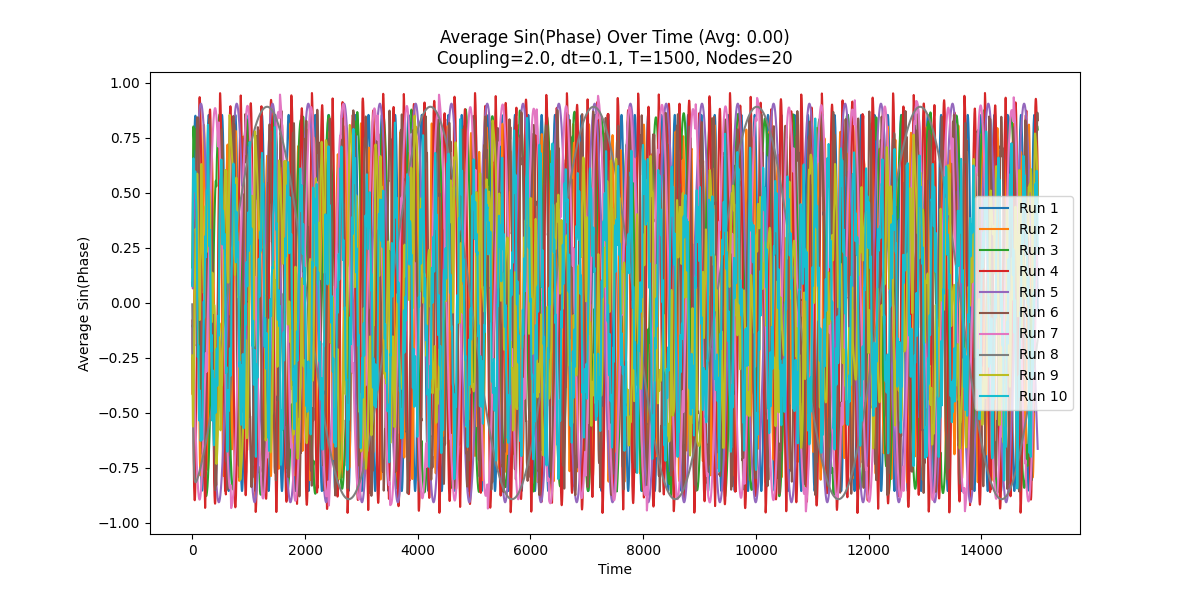 Average Sin(Phase) Over Time (Avg: 0.00)
Coupling=2.0, dt=0.1, T=1500, Nodes=20
Average Sin(Phase)
1.00
0.75
0.50
0.25
0.00
−0.25
−0.50
−0.75
−1.00
Run 1
Run 2
Run 3
Run 4
Run 5
Run 6
Run 7
Run 8
Run 9
Run 10
0 2000 4000 6000 8000 10000 12000 14000
Time